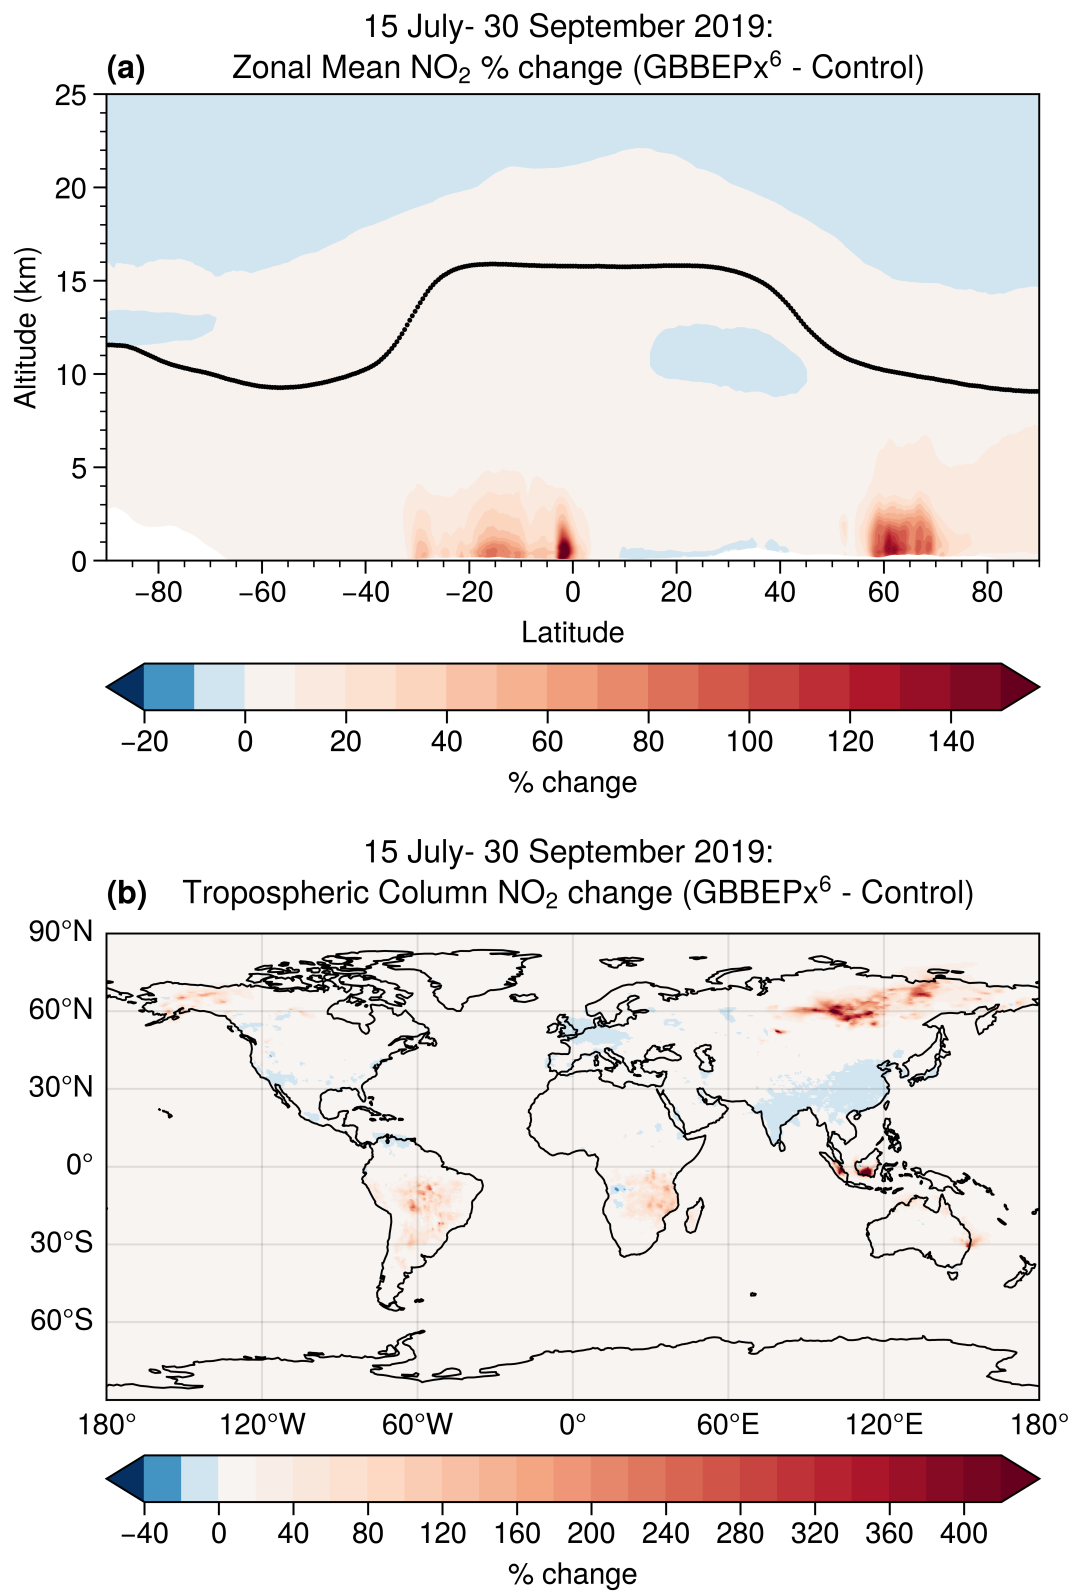 15 July- 30 September 2019:
(a) Zonal Mean NO₂ % change (GBBEPx⁶ - Control)
25
20
15
10
5
0
Altitude (km)
−80 −60 −40 −20 0 20 40 60 80
Latitude
−20 0 20 40 60 80 100 120 140
% change
15 July- 30 September 2019:
(b) Tropospheric Column NO₂ change (GBBEPx⁶ - Control)
90°N
60°N
30°N
0°
30°S
60°S
180° 120°W 60°W 0° 60°E 120°E 180°
−40 0 40 80 120 160 200 240 280 320 360 400
% change